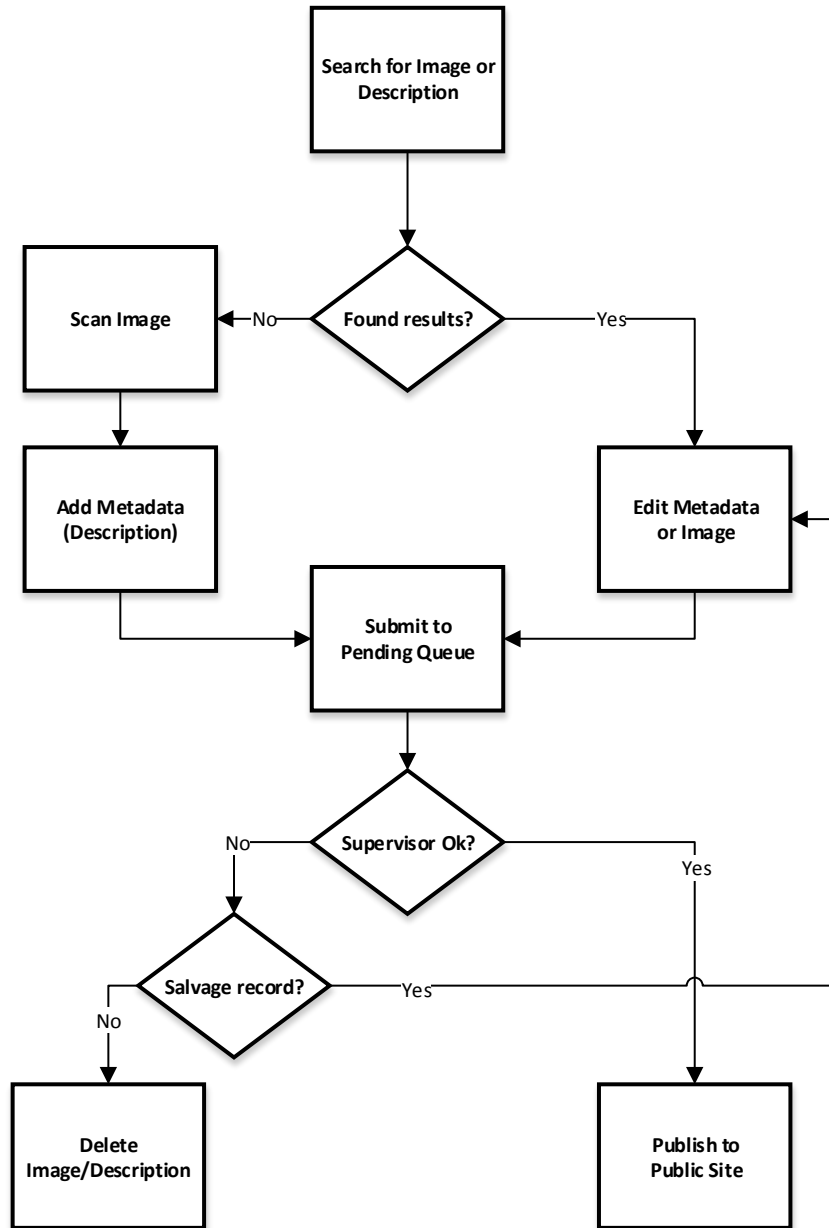 Search for Image or
Description
Found results?
No
Yes
Scan Image
Add Metadata
(Description)
Edit Metadata
or Image
Submit to
Pending Queue
Supervisor Ok?
No
Yes
Salvage record?
Yes
No
Delete
Image/Description
Publish to
Public Site